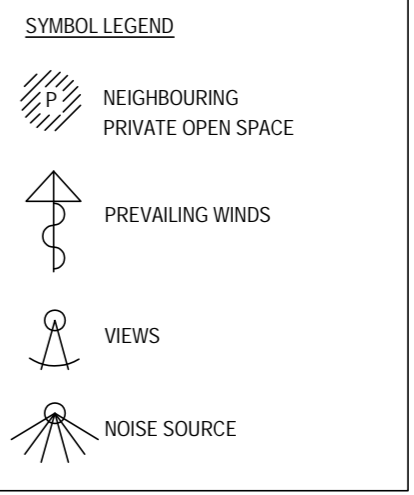 SYMBOL LEGEND
P
NEIGHBOURING
PRIVATE OPEN SPACE
PREVAILING WINDS
VIEWS
NOISE SOURCE